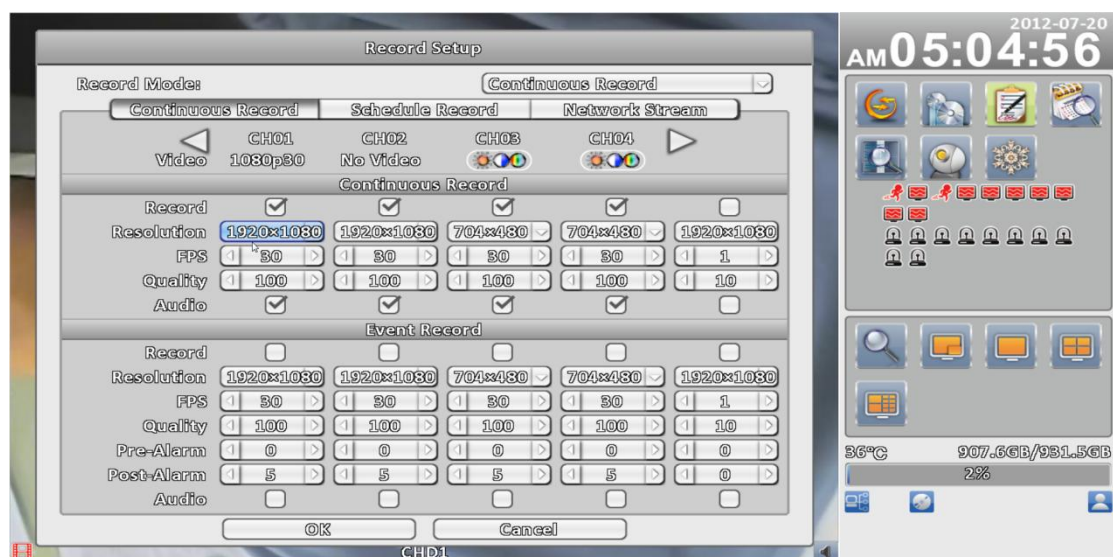 Record Setup
Record Mode: Continuous Record
Continuous Record Schedule Record Network Stream
CH01 CH02 CH03 CH04
Video 1080p30 No Video
Continuous Record
Record
Resolution 1920x1080 1920x1080 704x480 704x480 1920x1080
FPS 30 30 30 30 1
Quality 100 100 100 100 10
Audio
Event Record
Record
Resolution 1920x1080 1920x1080 704x480 704x480 1920x1080
FPS 30 30 30 30 1
Quality 100 100 100 100 10
Pre-Alarm 0 0 0 0 0
Post-Alarm 5 5 5 5 0
Audio
OK Cancel
CHD1
2012-07-20
AM 05:04:56
36°C 907.6GB/931.5GB
2%